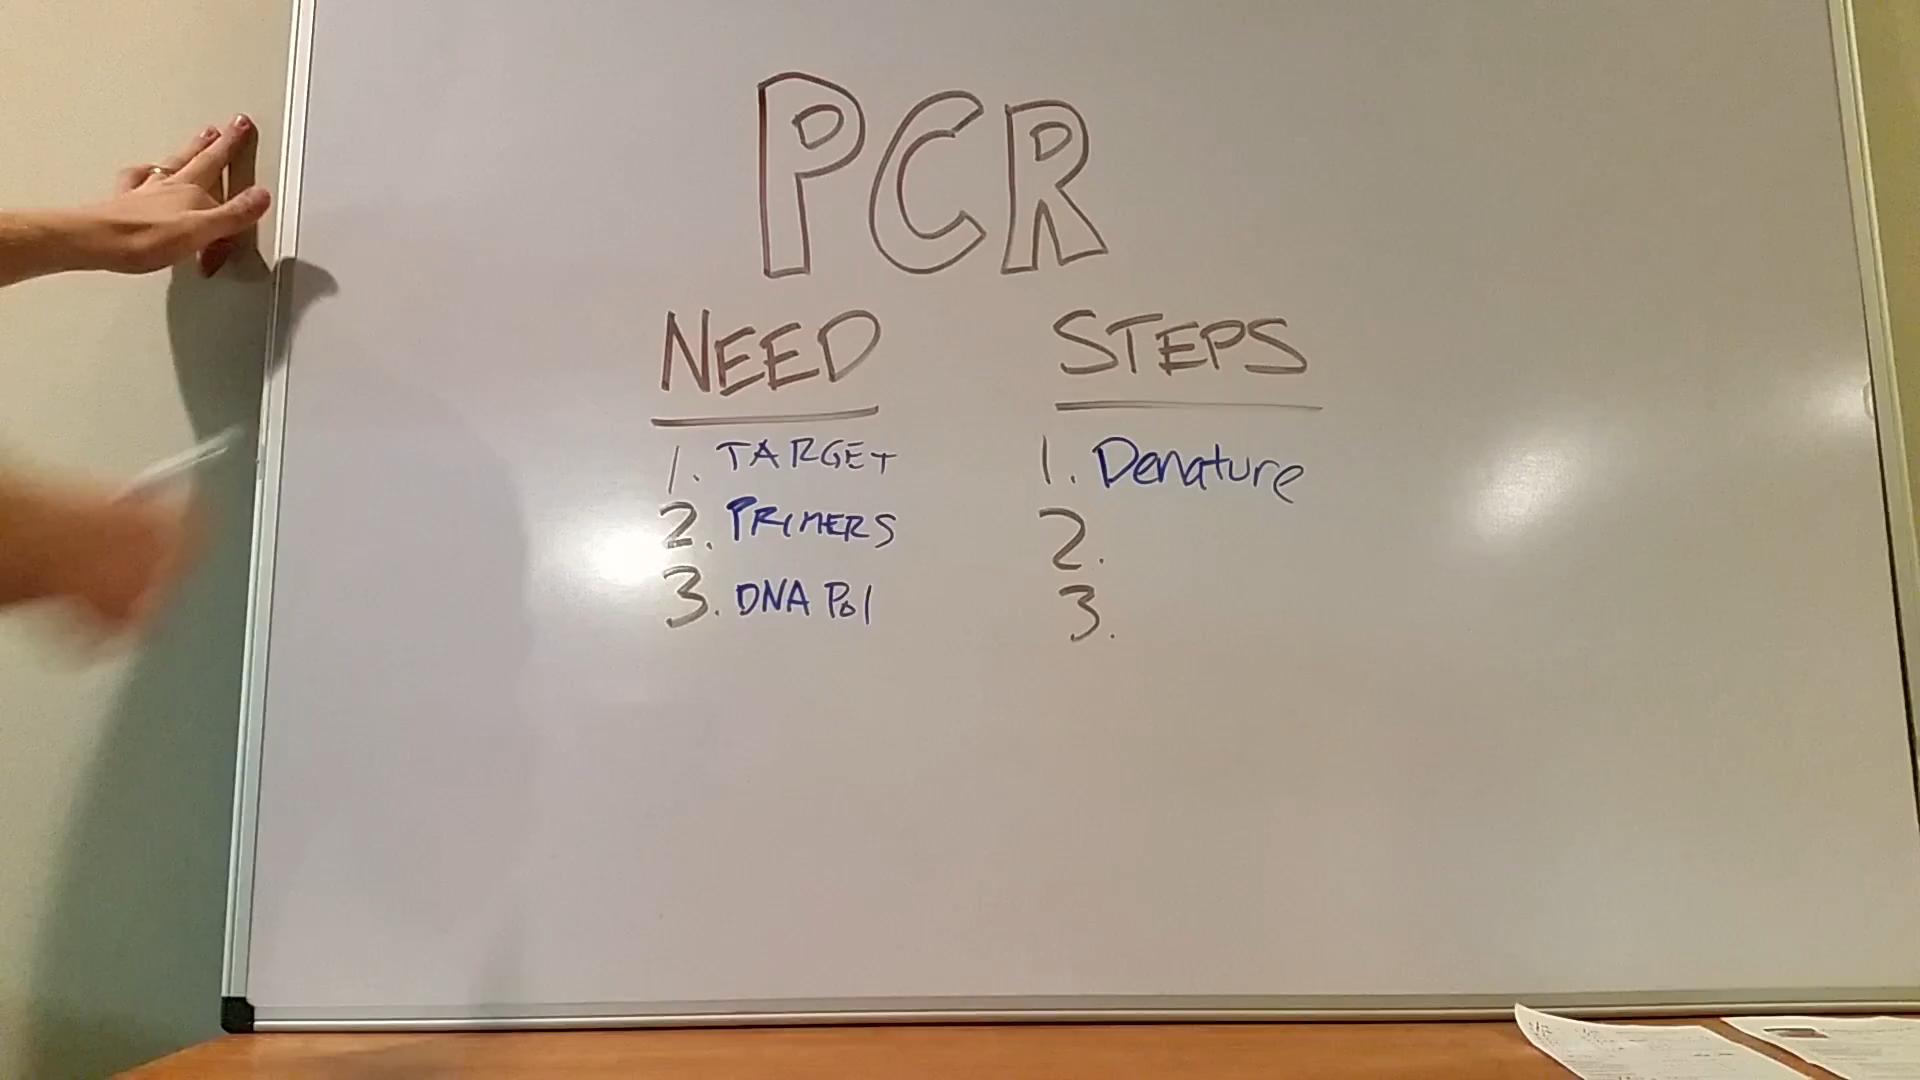 PCR
NEED
1. TARGET
2. PRIMERS
3. DNA Pol
STEPS
1. Denature
2.
3.